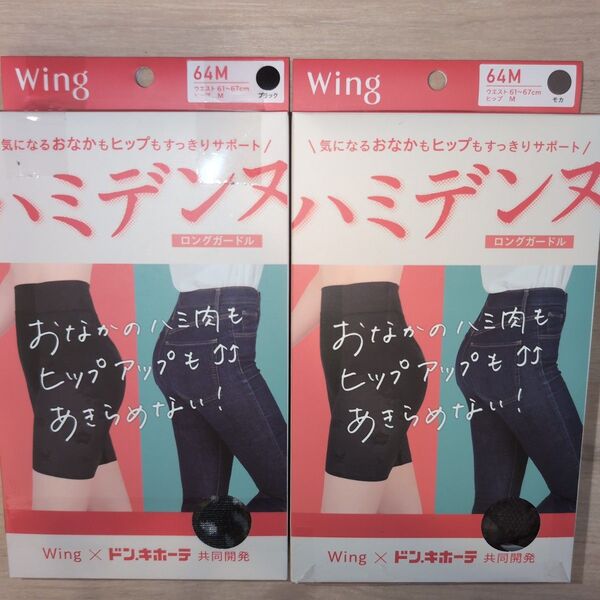 Wing
64M
ウエスト 61~67cm
ヒップ M
ブラック
気になるおなかもヒップもすっきりサポート /
ハミデンヌ
ロングガードル
おなかのハミ肉も
ヒップアップも⇈
あきらめない!
Wing × ドン.キホーテ 共同開発
Wing
64M
ウエスト 61~67cm
ヒップ M
モカ
\ 気になるおなかもヒップもすっきりサポート /
ハミデンヌ
ロングガードル
おなかのハミ肉も
ヒップアップも⇈
あきらめない!
Wing × ドン.キホーテ 共同開発